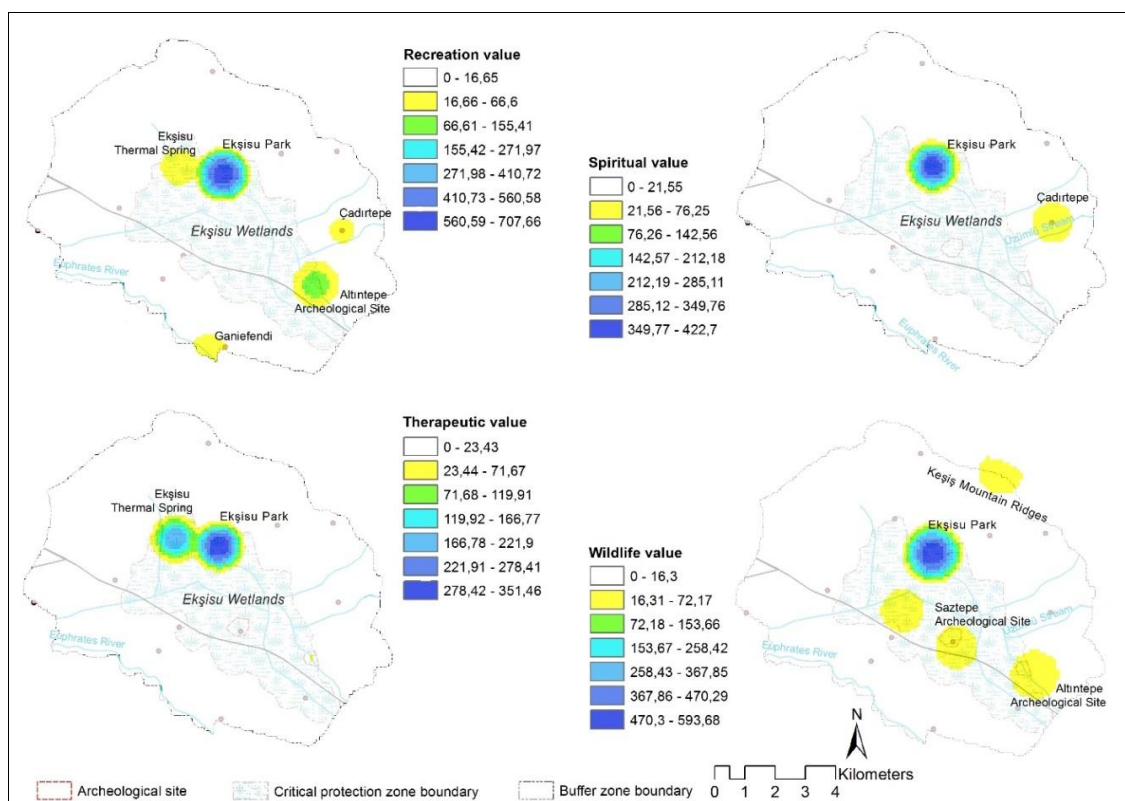 Recreation value
0 - 16,65
16,66 - 66,6
66,61 - 155,41
155,42 - 271,97
271,98 - 410,72
410,73 - 560,58
560,59 - 707,66
Ekşisu
Thermal Spring
Ekşisu Park
Çadırtepe
Ekşisu Wetlands
Euphrates River
Altıntepe
Archeological Site
Ganiefendi
Spiritual value
0 - 21,55
21,56 - 76,25
76,26 - 142,56
142,57 - 212,18
212,19 - 285,11
285,12 - 349,76
349,77 - 422,7
Ekşisu Park
Çadırtepe
Ekşisu Wetlands
Üzümlü Stream
Euphrates River
Therapeutic value
0 - 23,43
23,44 - 71,67
71,68 - 119,91
119,92 - 166,77
166,78 - 221,9
221,91 - 278,41
278,42 - 351,46
Ekşisu
Thermal Spring
Ekşisu Park
Ekşisu Wetlands
Euphrates River
Wildlife value
0 - 16,3
16,31 - 72,17
72,18 - 153,66
153,67 - 258,42
258,43 - 367,85
367,86 - 470,29
470,3 - 593,68
Keşiş Mountain Ridges
Ekşisu Park
Saztepe
Archeological Site
Üzümlü Stream
Euphrates River
Altıntepe
Archeological Site
N
Kilometers
0 1 2 3 4
Archeological site
Critical protection zone boundary
Buffer zone boundary